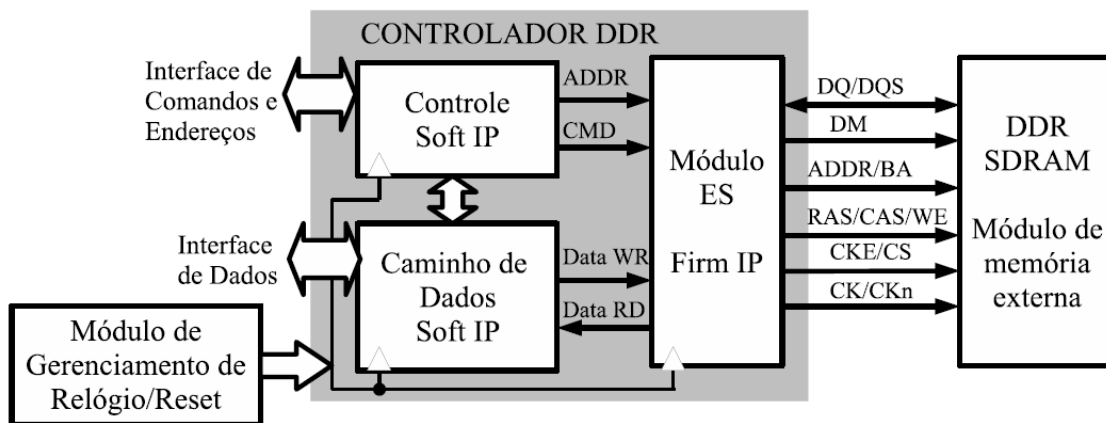 CONTROLADOR DDR
Interface de
Comandos e
Endereços
Controle
Soft IP
ADDR
CMD
Módulo
ES
Firm IP
DQ/DQS
DM
ADDR/BA
RAS/CAS/WE
CKE/CS
CK/CKn
DDR
SDRAM
Módulo de
memória
externa
Interface
de Dados
Caminho de
Dados
Soft IP
Data WR
Data RD
Módulo de
Gerenciamento de
Relógio/Reset